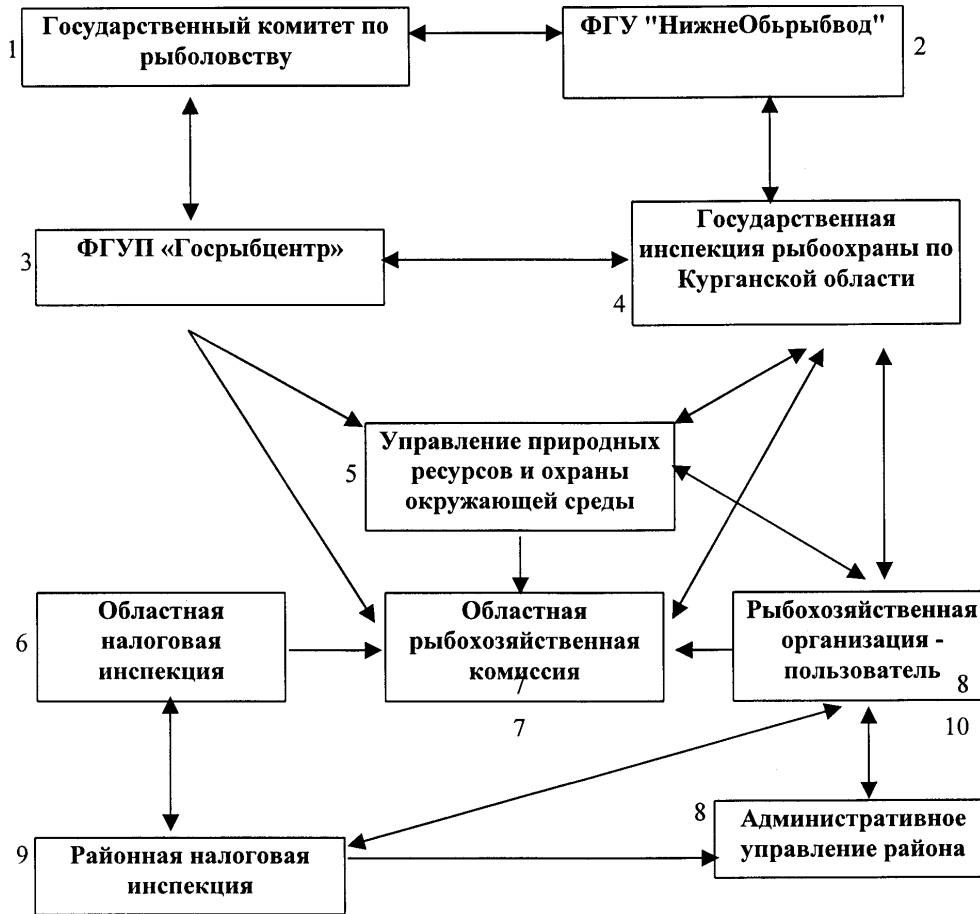 Государственный комитет по
рыболовству
1
ФГУ "НижнеОбьрыбвод"
2
ФГУП «Госрыбцентр»
3
Государственная
инспекция рыбоохраны по
Курганской области
4
Управление природных
ресурсов и охраны
окружающей среды
5
Областная
налоговая
инспекция
6
Областная
рыбохозяйственная
комиссия
7
7
Рыбохозяйственная
организация -
пользователь
8
10
8
Административное
управление района
9
Районная налоговая
инспекция